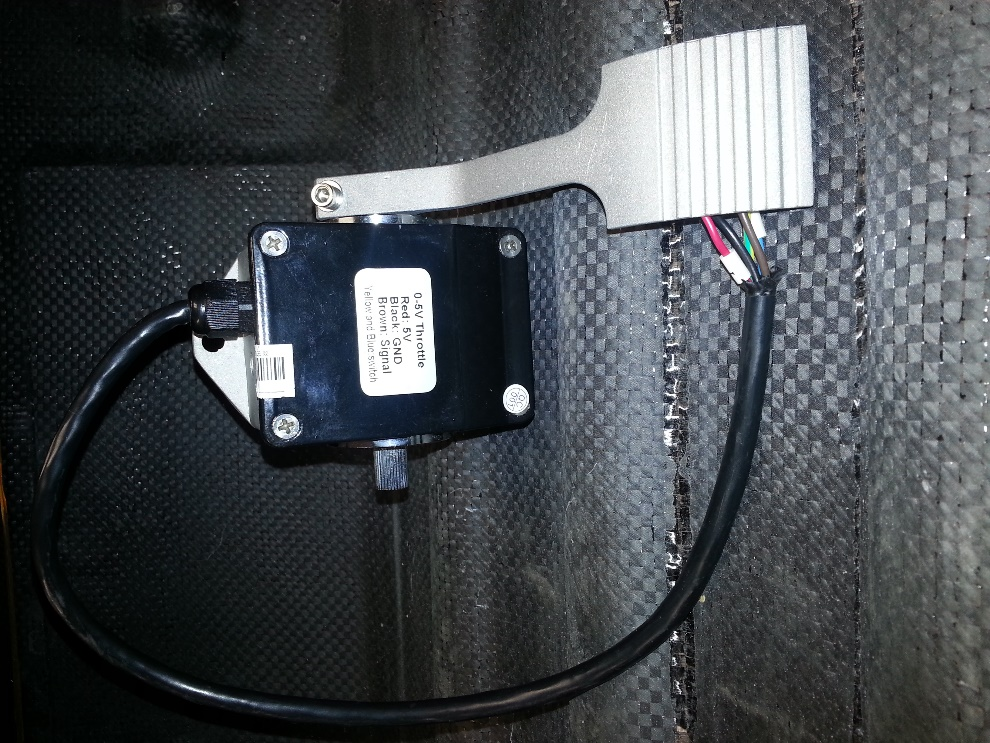 0-5V Throttle
Red: 5V
Black: GND
Brown: Signal
Yellow and Blue switch